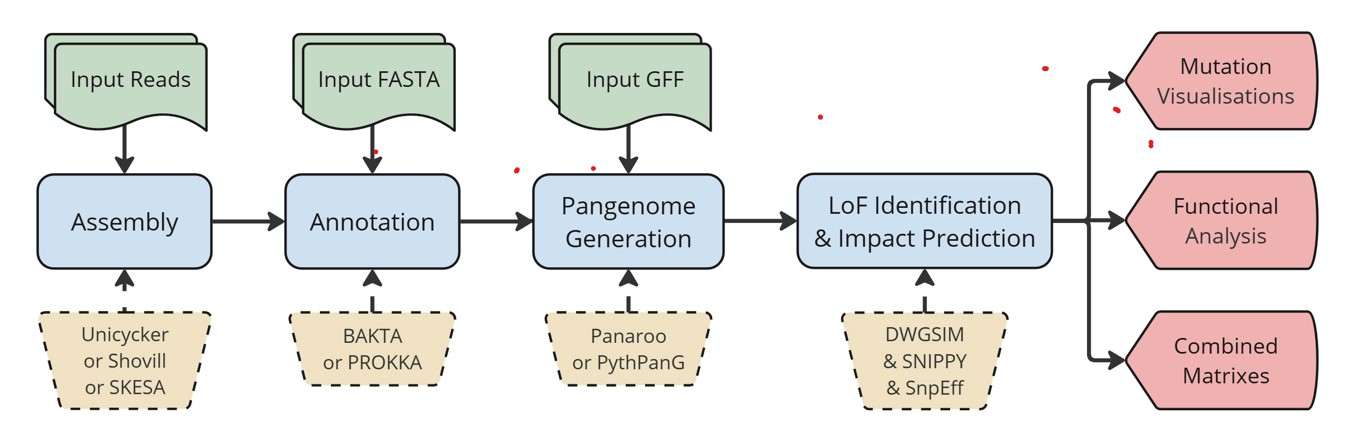 Input Reads
Input FASTA
Input GFF
Mutation
Visualisations
Assembly
Annotation
Pangenome
Generation
LoF Identification
& Impact Prediction
Functional
Analysis
Unicycker
or Shovill
or SKESA
BAKTA
or PROKKA
Panaroo
or PythPanG
DWGSIM
& SNIPPY
& SnpEff
Combined
Matrixes